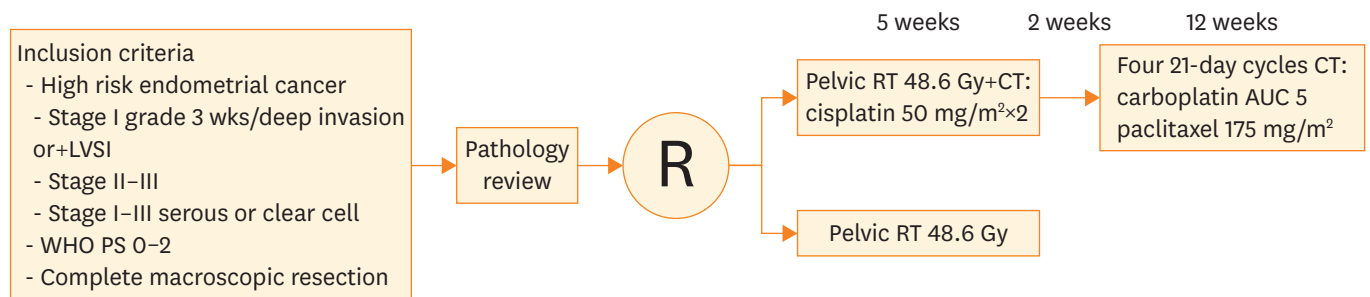 5 weeks 2 weeks 12 weeks
Inclusion criteria
- High risk endometrial cancer
- Stage I grade 3 wks/deep invasion
or+LVSI
- Stage II–III
- Stage I–III serous or clear cell
- WHO PS 0–2
- Complete macroscopic resection
Pathology
review
R
Pelvic RT 48.6 Gy+CT:
cisplatin 50 mg/m²×2
Four 21-day cycles CT:
carboplatin AUC 5
paclitaxel 175 mg/m²
Pelvic RT 48.6 Gy